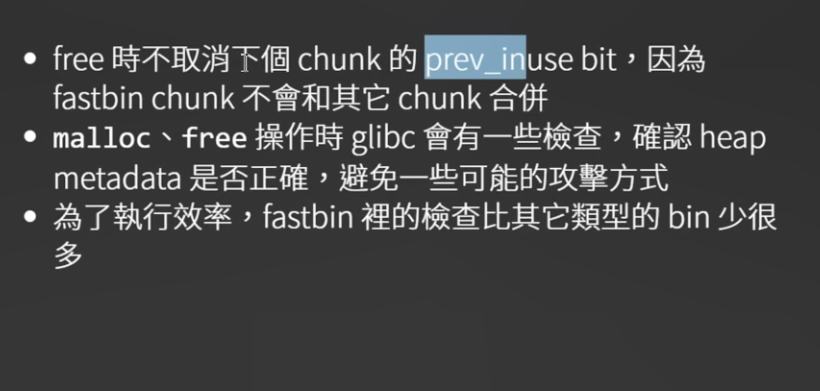 • free 時不取消下個 chunk 的 prev_inuse bit，因為
fastbin chunk 不會和其它 chunk 合併
• malloc、free 操作時 glibc 會有一些檢查，確認 heap
metadata 是否正確，避免一些可能的攻擊方式
• 為了執行效率，fastbin 裡的檢查比其它類型的 bin 少很
多